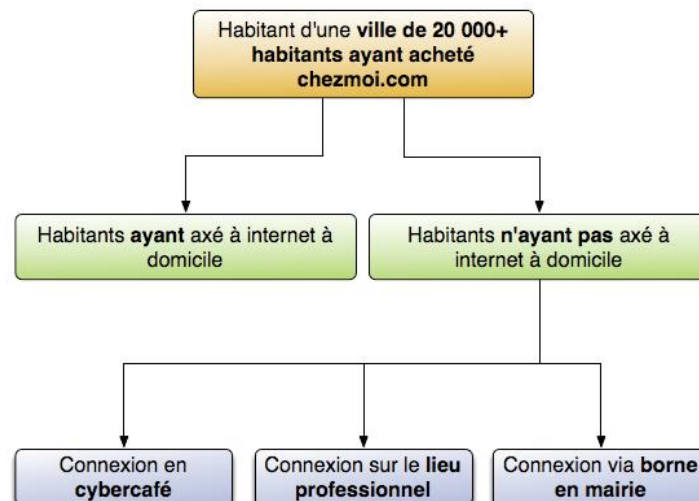 Habitant d'une ville de 20 000+
habitants ayant acheté
chezmoi.com
Habitants ayant axé à internet à
domicile
Habitants n'ayant pas axé à
internet à domicile
Connexion en
cybercafé
Connexion sur le lieu
professionnel
Connexion via borne
en mairie